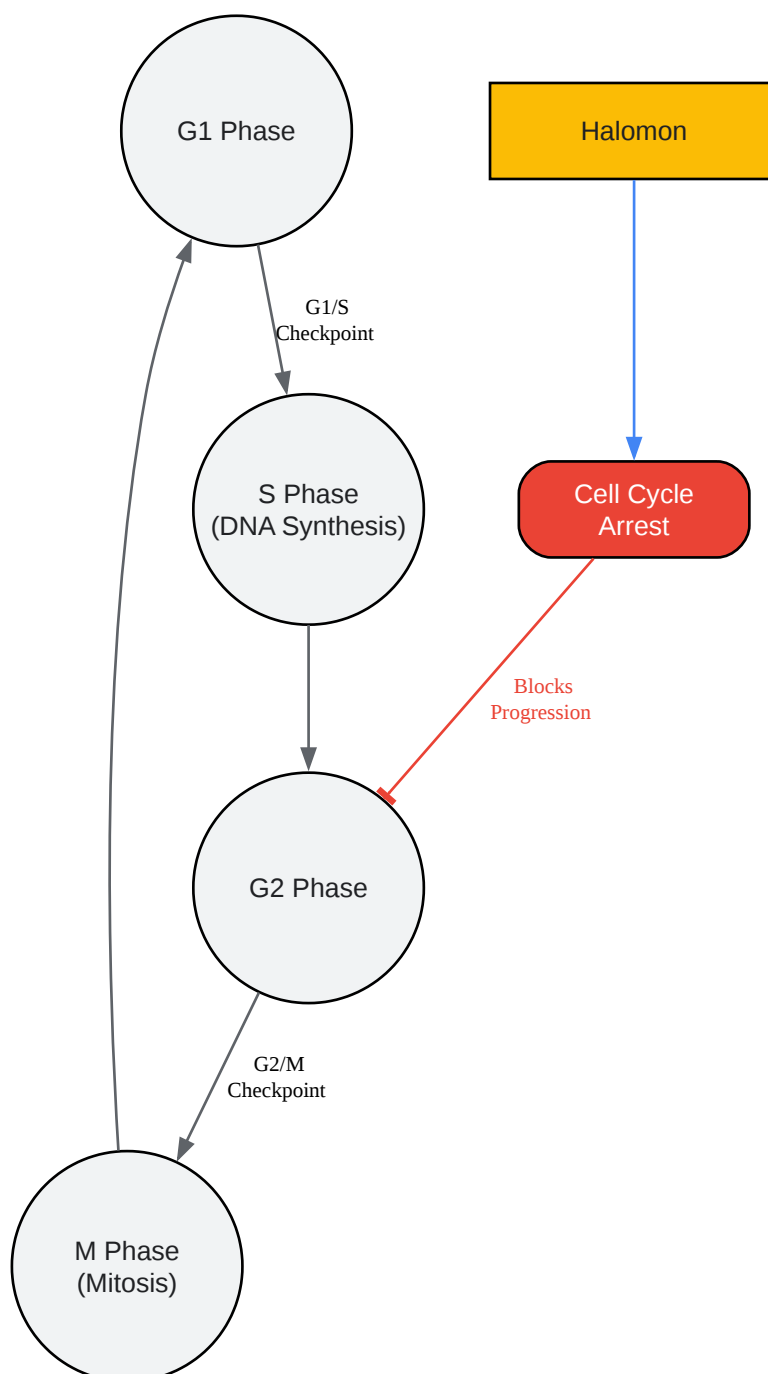 G1 Phase
Halomon
G1/S
Checkpoint
S Phase
(DNA Synthesis)
Cell Cycle
Arrest
Blocks
Progression
G2 Phase
G2/M
Checkpoint
M Phase
(Mitosis)